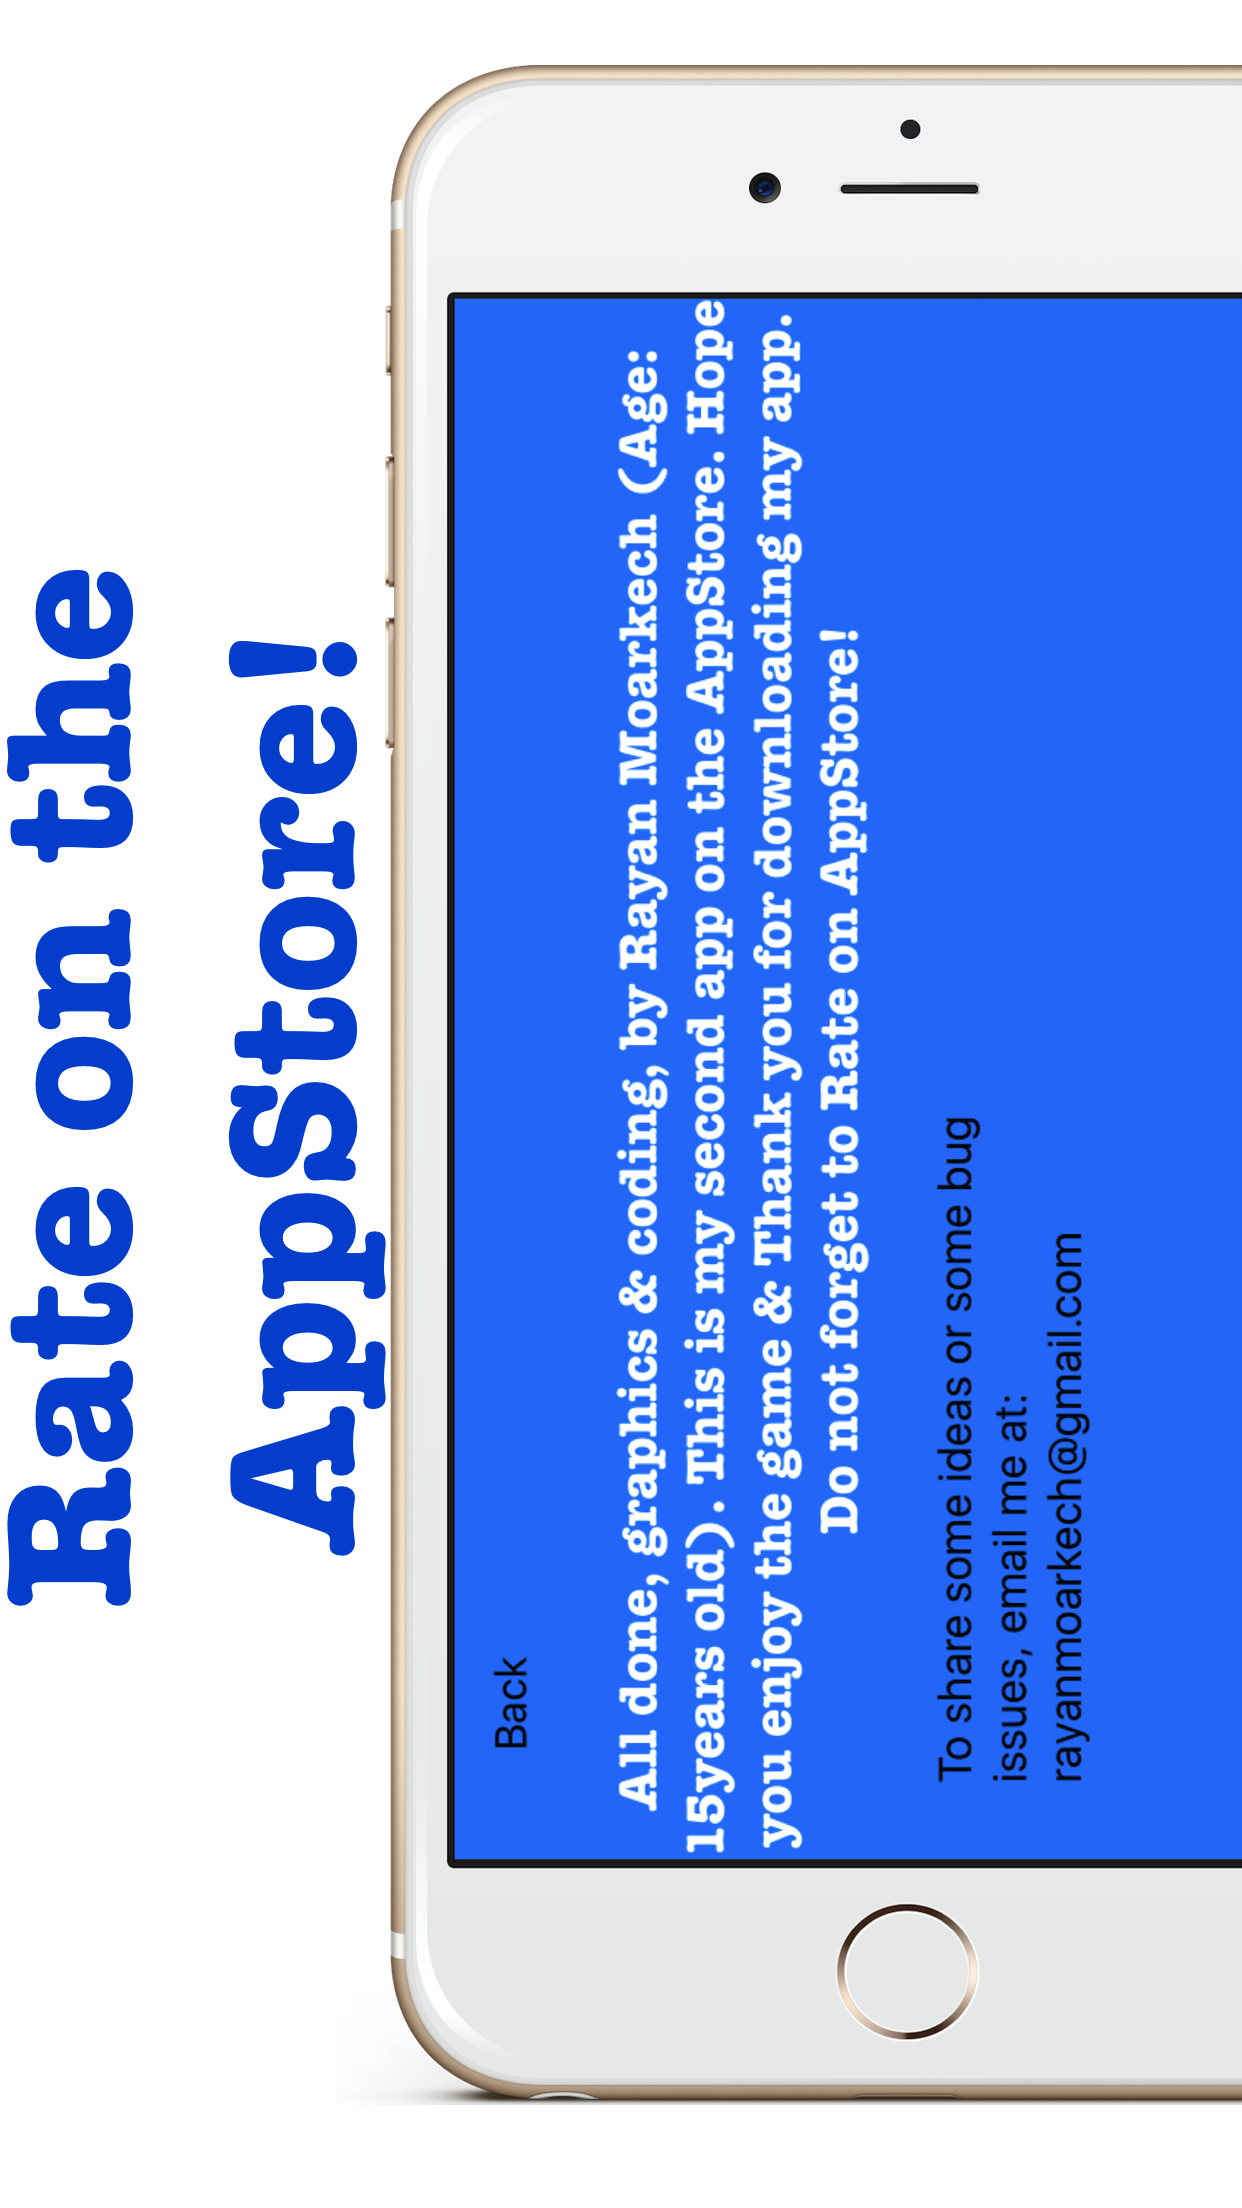 Rate on the
AppStore!
Back
All done, graphics & coding, by Rayan Moarkech (Age:
15years old). This is my second app on the AppStore. Hope
you enjoy the game & Thank you for downloading my app.
Do not forget to Rate on AppStore!
To share some ideas or some bug
issues, email me at:
rayanmoarkech@gmail.com